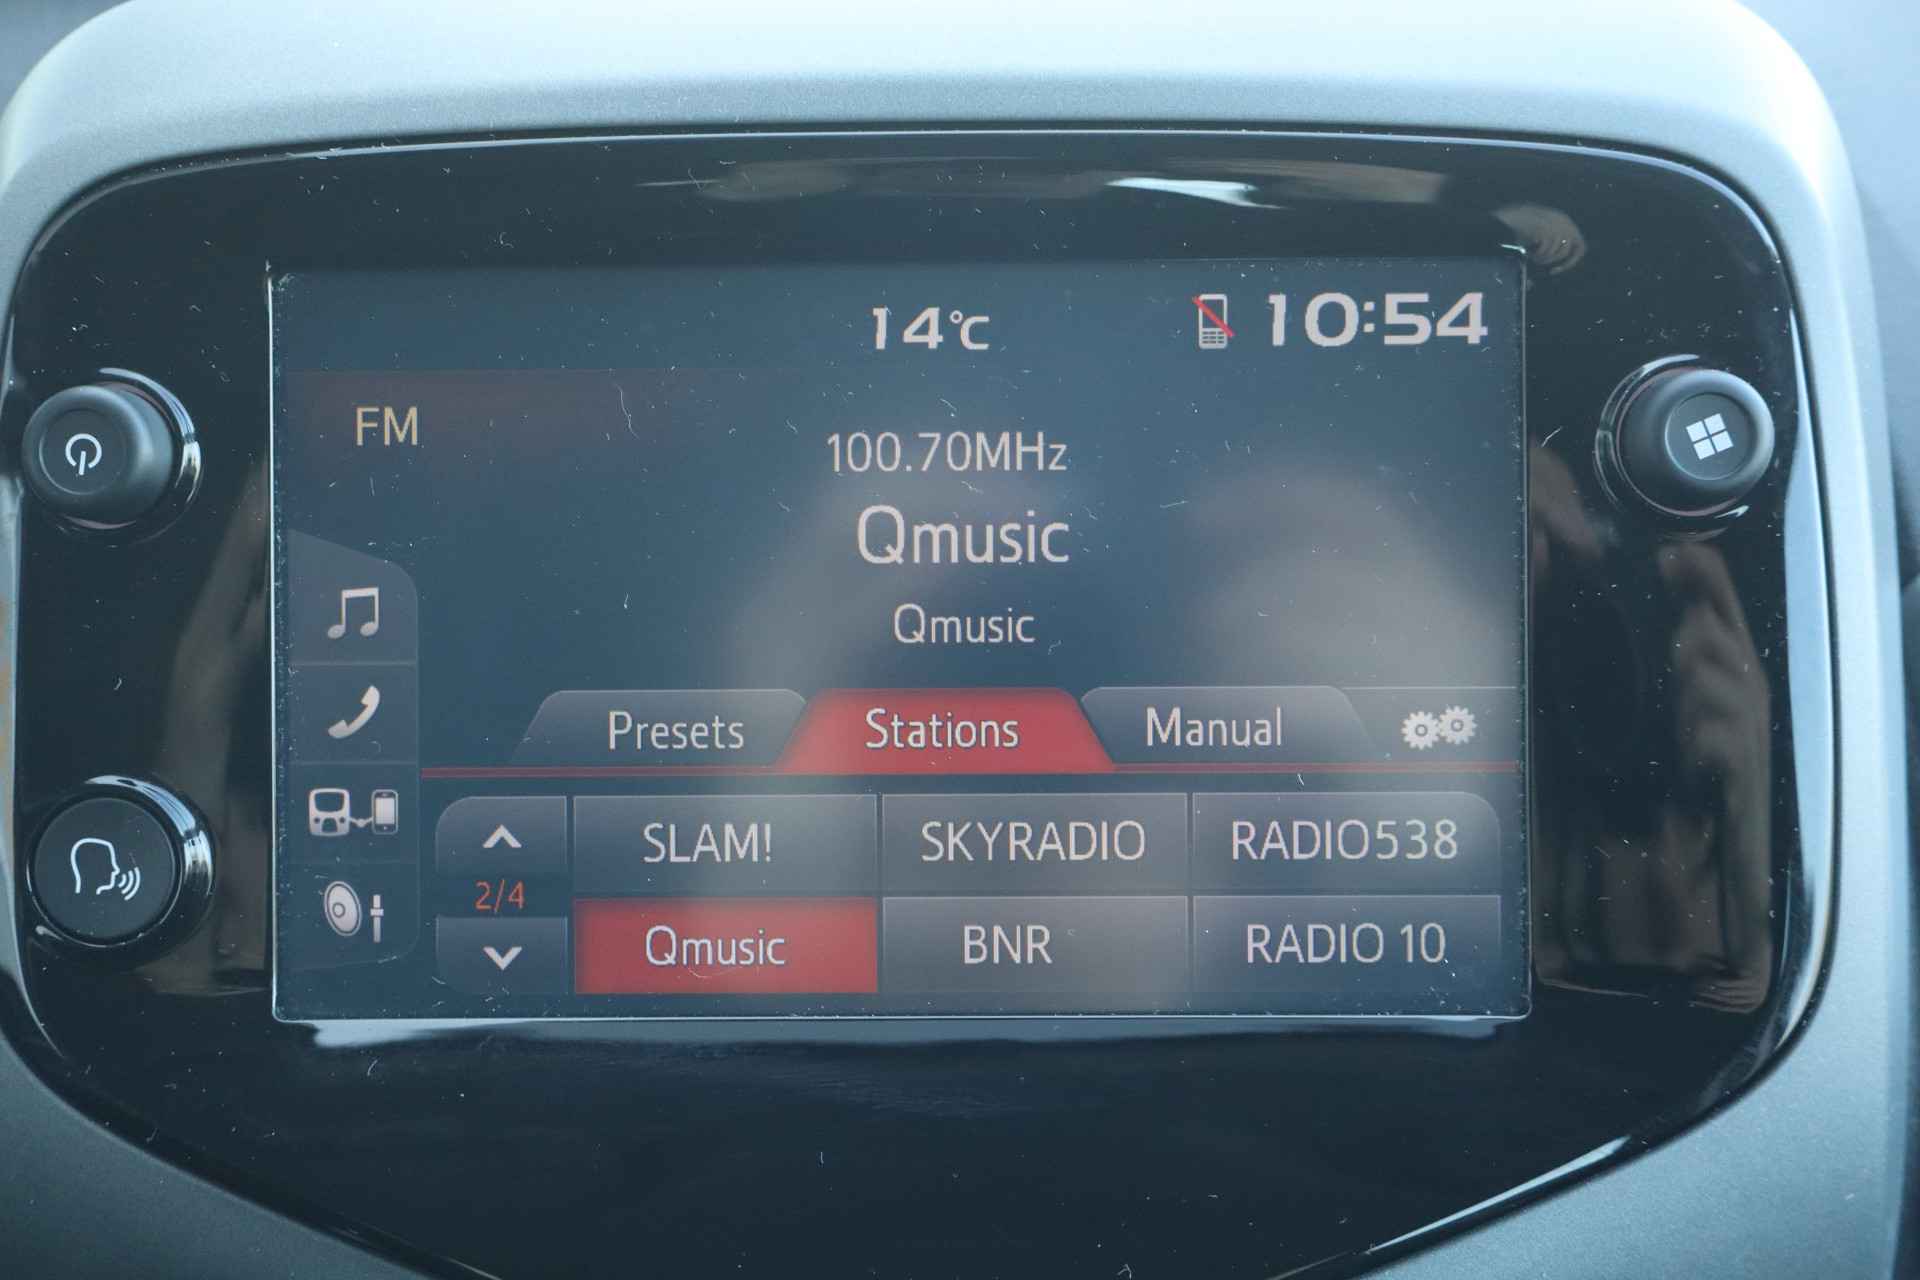 14°C 10:54
FM
100.70MHz
Qmusic
Qmusic
Presets Stations Manual
SLAM! SKYRADIO RADIO538
2/4
Qmusic BNR RADIO 10